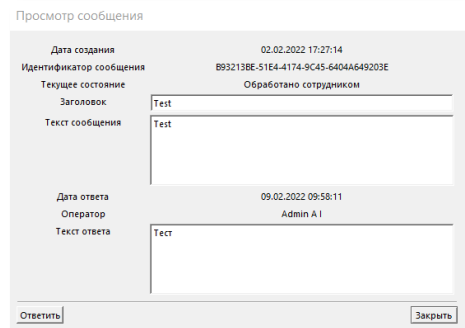 Просмотр сообщения
Дата создания 02.02.2022 17:27:14
Идентификатор сообщения B93213BE-51E4-4174-9C45-6404A649203E
Текущее состояние Обработано сотрудником
Заголовок Test
Текст сообщения Test
Дата ответа 09.02.2022 09:58:11
Оператор Admin A I
Текст ответа Тест
Ответить Закрыть